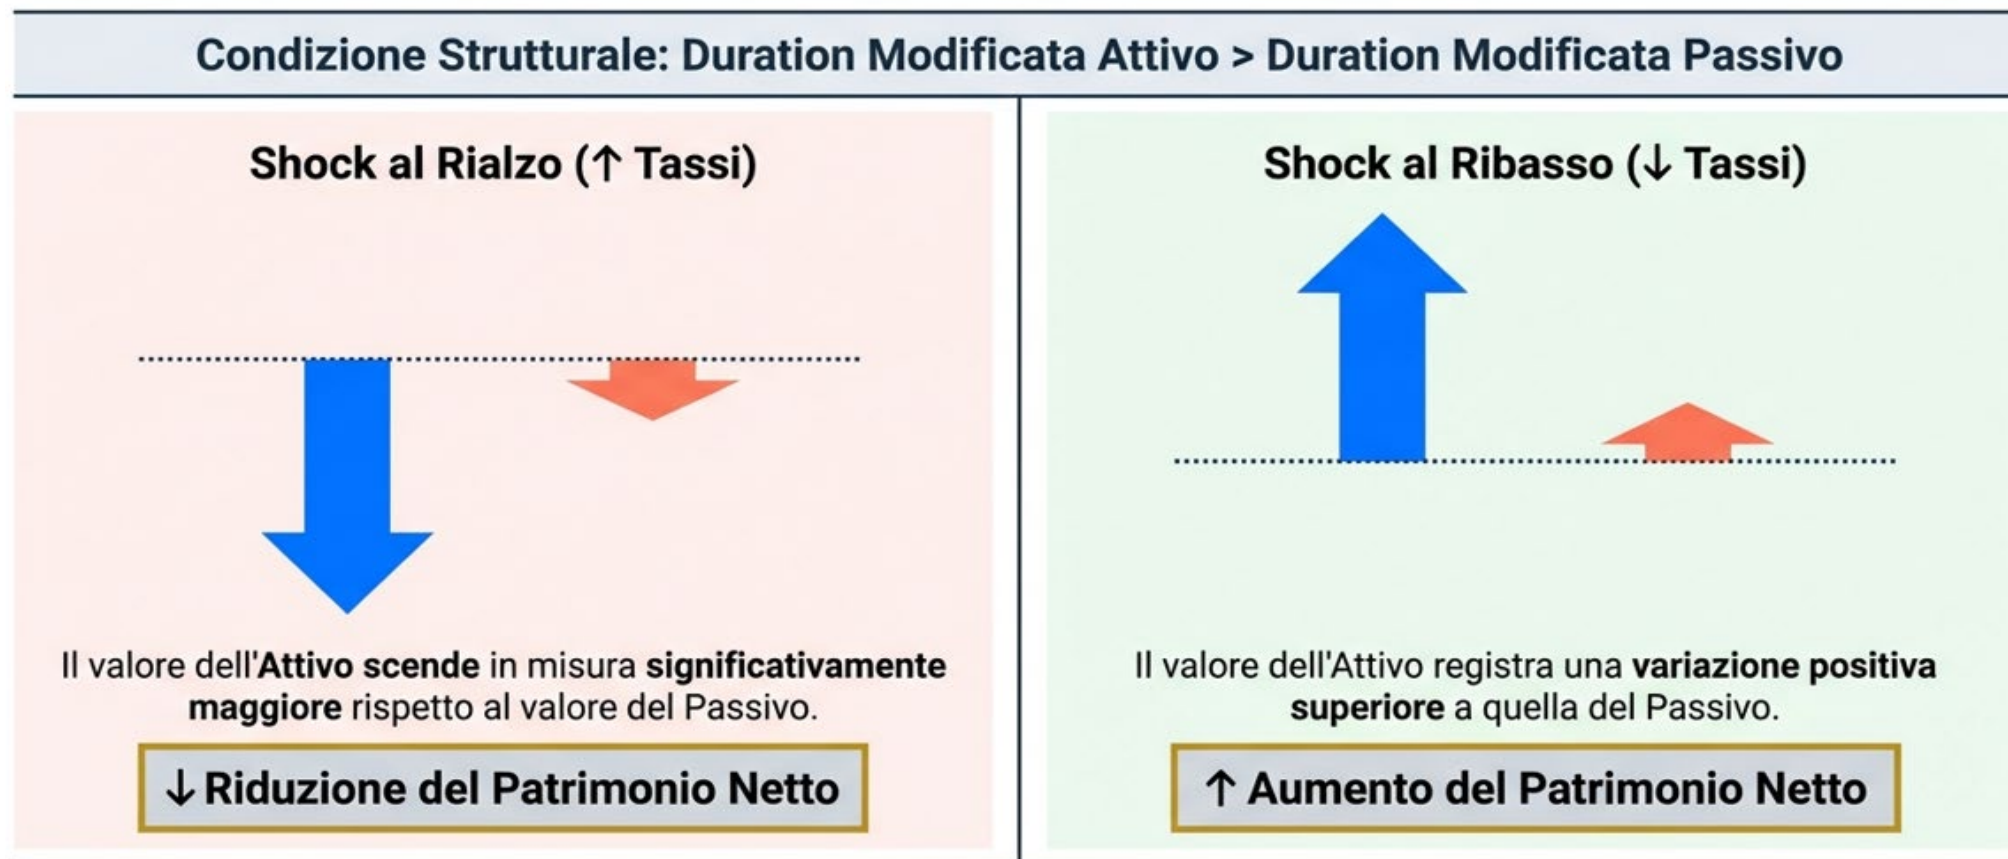 Condizione Strutturale: Duration Modificata Attivo > Duration Modificata Passivo
Shock al Rialzo (↑ Tassi)
Il valore dell'Attivo scende in misura significativamente
maggiore rispetto al valore del Passivo.
↓ Riduzione del Patrimonio Netto
Shock al Ribasso (↓ Tassi)
Il valore dell'Attivo registra una variazione positiva
superiore a quella del Passivo.
↑ Aumento del Patrimonio Netto